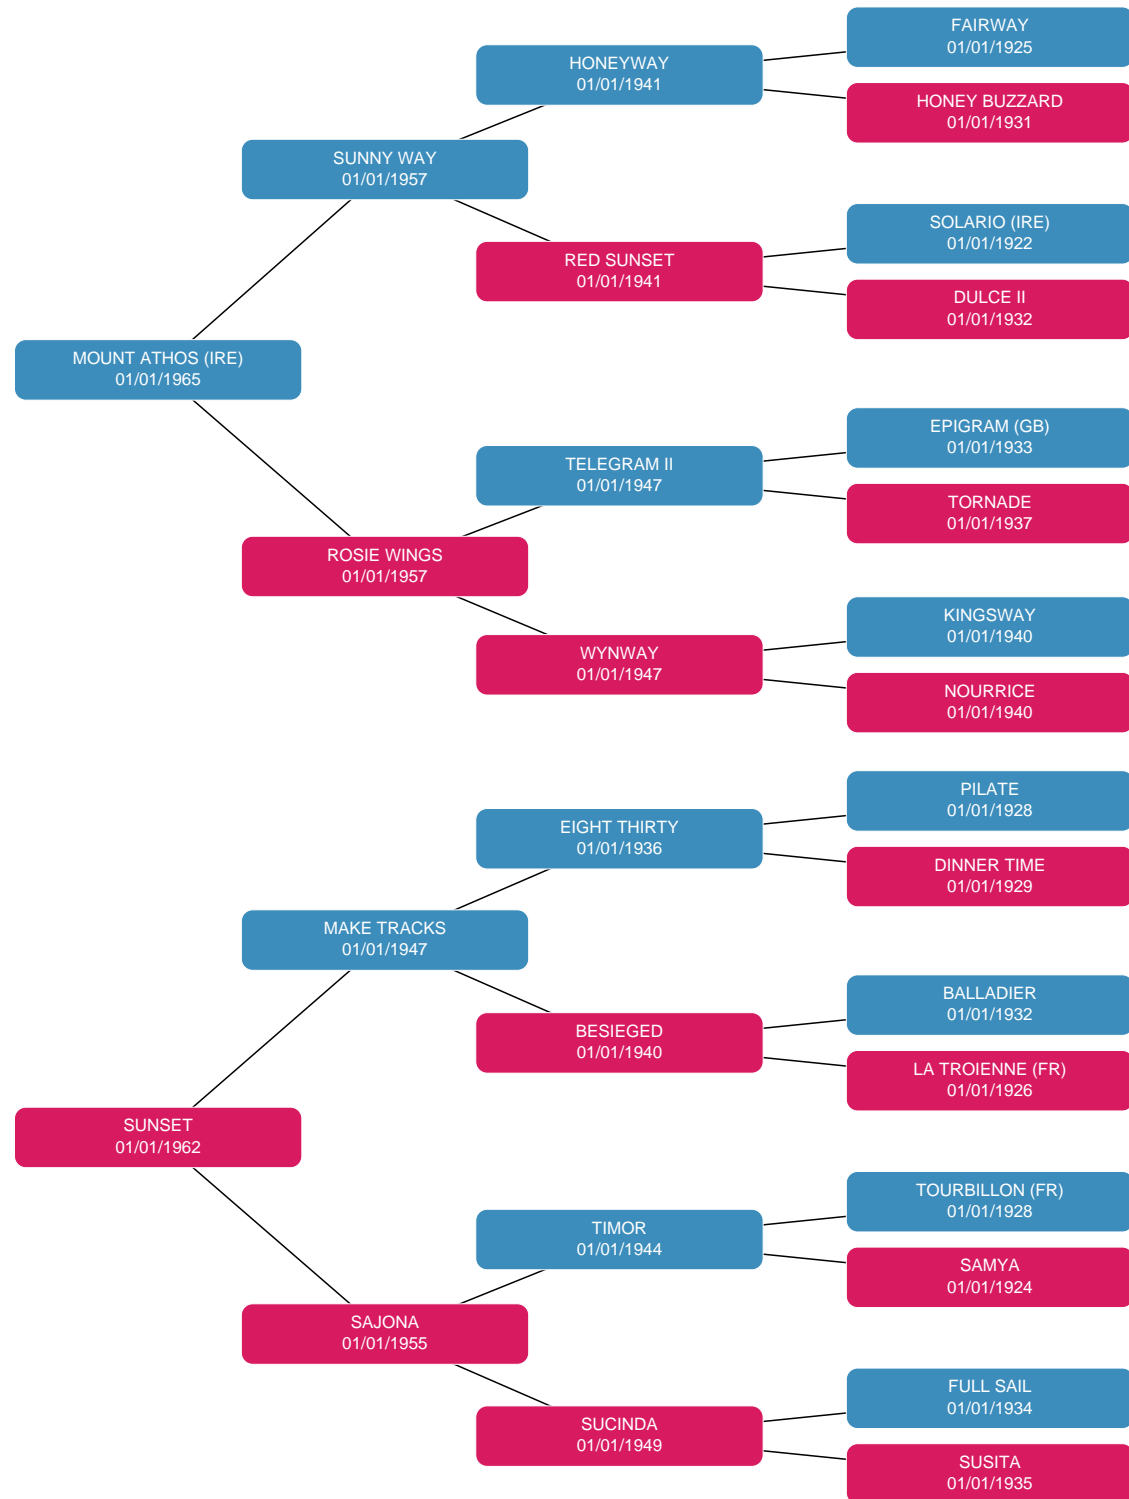 FAIRWAY
01/01/1925
HONEYWAY
01/01/1941
HONEY BUZZARD
01/01/1931
SUNNY WAY
01/01/1957
SOLARIO (IRE)
01/01/1922
RED SUNSET
01/01/1941
DULCE II
01/01/1932
MOUNT ATHOS (IRE)
01/01/1965
EPIGRAM (GB)
01/01/1933
TELEGRAM II
01/01/1947
TORNADE
01/01/1937
ROSIE WINGS
01/01/1957
KINGSWAY
01/01/1940
WYNWAY
01/01/1947
NOURRICE
01/01/1940
PILATE
01/01/1928
EIGHT THIRTY
01/01/1936
DINNER TIME
01/01/1929
MAKE TRACKS
01/01/1947
BALLADIER
01/01/1932
BESIEGED
01/01/1940
LA TROIENNE (FR)
01/01/1926
SUNSET
01/01/1962
TOURBILLON (FR)
01/01/1928
TIMOR
01/01/1944
SAMYA
01/01/1924
SAJONA
01/01/1955
FULL SAIL
01/01/1934
SUCINDA
01/01/1949
SUSITA
01/01/1935